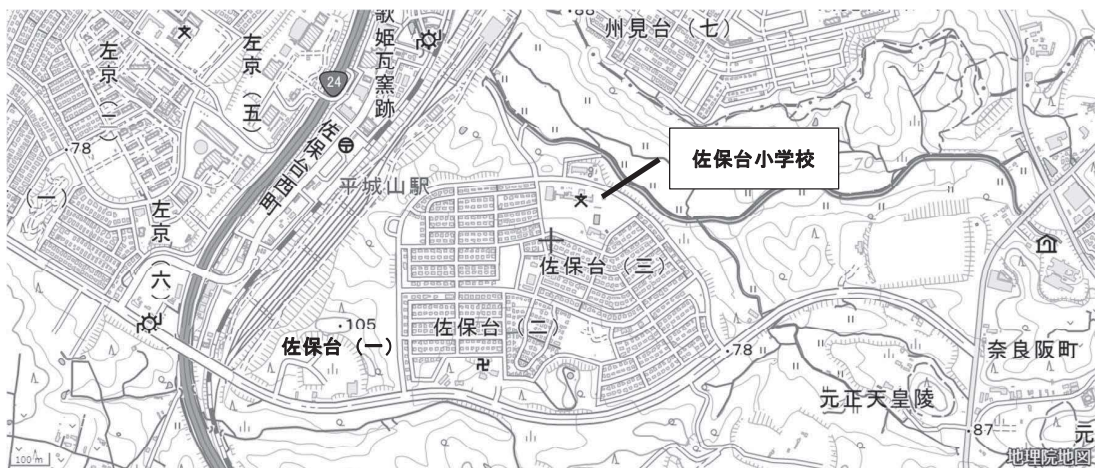 88
州見台（七）
歌姫瓦窯跡
左京（五）
左京（二）
24
佐保台西町
78
佐保台小学校
70
平城山駅
（一）
左京（六）
佐保台（三）
105
佐保台（二）
佐保台（一）
78
奈良阪町
元正天皇陵
87
元
100 m
地理院地図